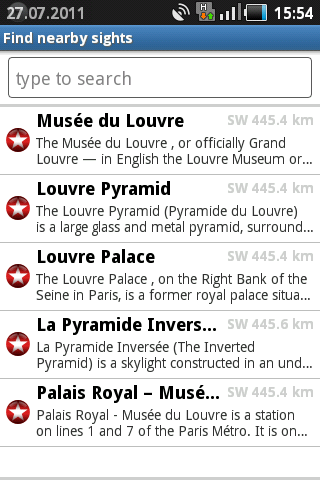 27.07.2011 H 15:54
Find nearby sights
type to search
Musée du Louvre SW 445.4 km
The Musée du Louvre , or officially Grand
Louvre — in English the Louvre Museum or...
Louvre Pyramid SW 445.4 km
The Louvre Pyramid (Pyramide du Louvre)
is a large glass and metal pyramid, surround...
Louvre Palace SW 445.4 km
The Louvre Palace , on the Right Bank of the
Seine in Paris, is a former royal palace situa...
La Pyramide Invers... SW 445.6 km
La Pyramide Inversée (The Inverted
Pyramid) is a skylight constructed in an und...
Palais Royal – Musé... SW 445.4 km
Palais Royal - Musée du Louvre is a station
on lines 1 and 7 of the Paris Métro. It is on...